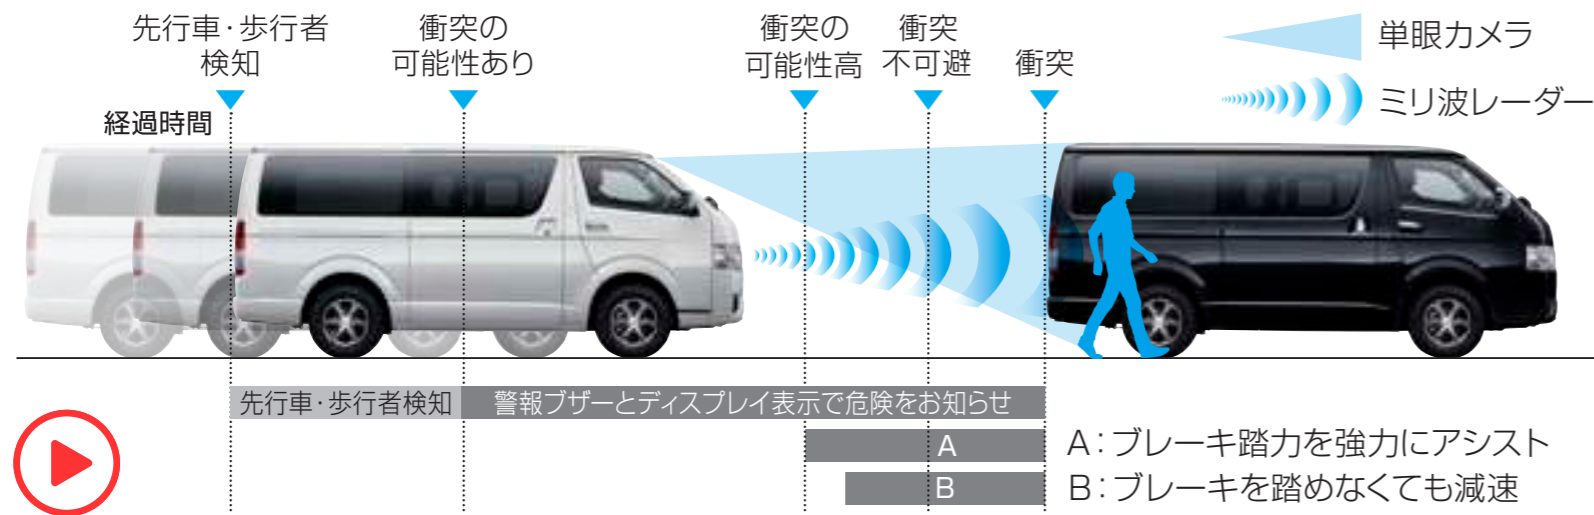 先行車・歩行者
検知
衝突の
可能性あり
衝突の
可能性高
衝突
不可避
衝突
単眼カメラ
ミリ波レーダー
経過時間
先行車・歩行者検知
警報ブザーとディスプレイ表示で危険をお知らせ
A
A：ブレーキ踏力を強力にアシスト
B
B：ブレーキを踏めなくても減速